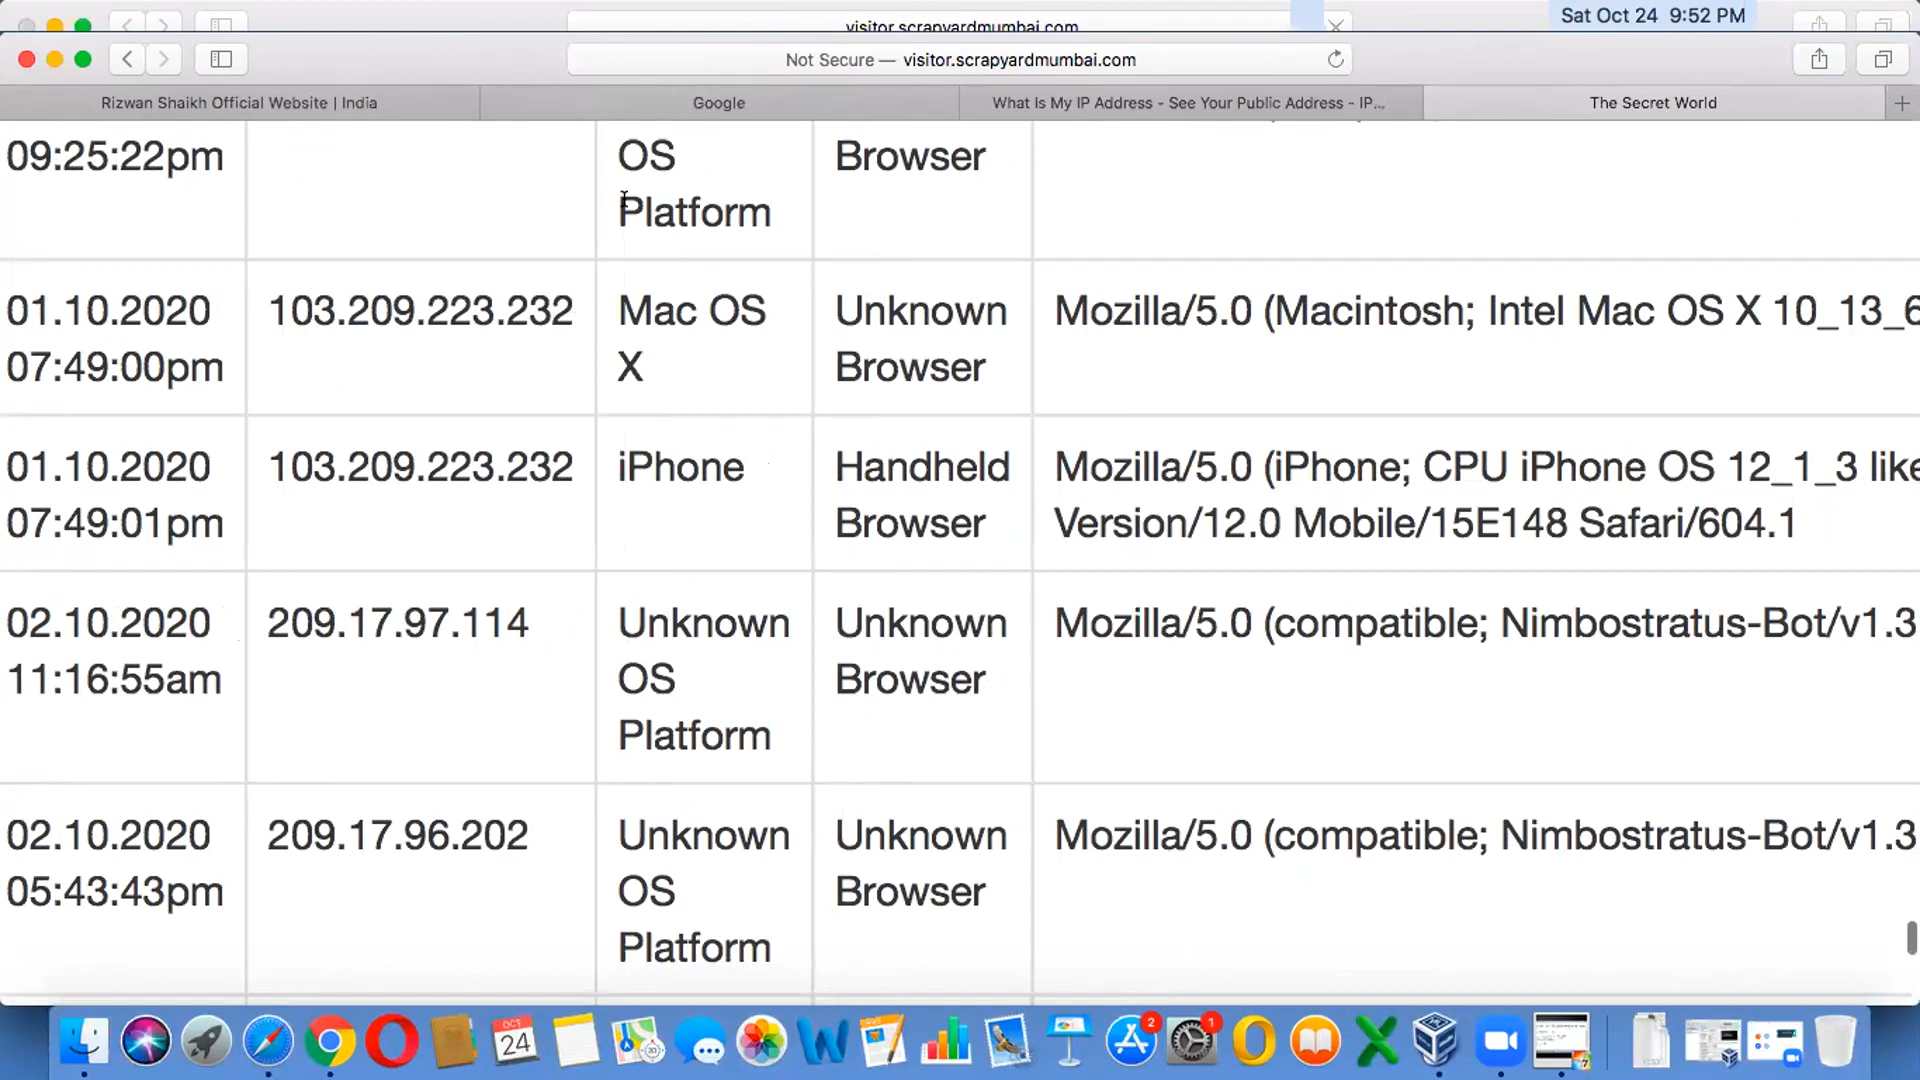 visitor.scrapyardmumbai.com
Sat Oct 24 9:52 PM
Not Secure — visitor.scrapyardmumbai.com
Rizwan Shaikh Official Website | India
Google
What Is My IP Address - See Your Public Address - IP...
The Secret World
09:25:22pm
OS
Platform
Browser
01.10.2020
07:49:00pm
103.209.223.232
Mac OS
X
Unknown
Browser
Mozilla/5.0 (Macintosh; Intel Mac OS X 10_13_6
01.10.2020
07:49:01pm
103.209.223.232
iPhone
Handheld
Browser
Mozilla/5.0 (iPhone; CPU iPhone OS 12_1_3 like
Version/12.0 Mobile/15E148 Safari/604.1
02.10.2020
11:16:55am
209.17.97.114
Unknown
OS
Platform
Unknown
Browser
Mozilla/5.0 (compatible; Nimbostratus-Bot/v1.3
02.10.2020
05:43:43pm
209.17.96.202
Unknown
OS
Platform
Unknown
Browser
Mozilla/5.0 (compatible; Nimbostratus-Bot/v1.3
OCT
24
2
1